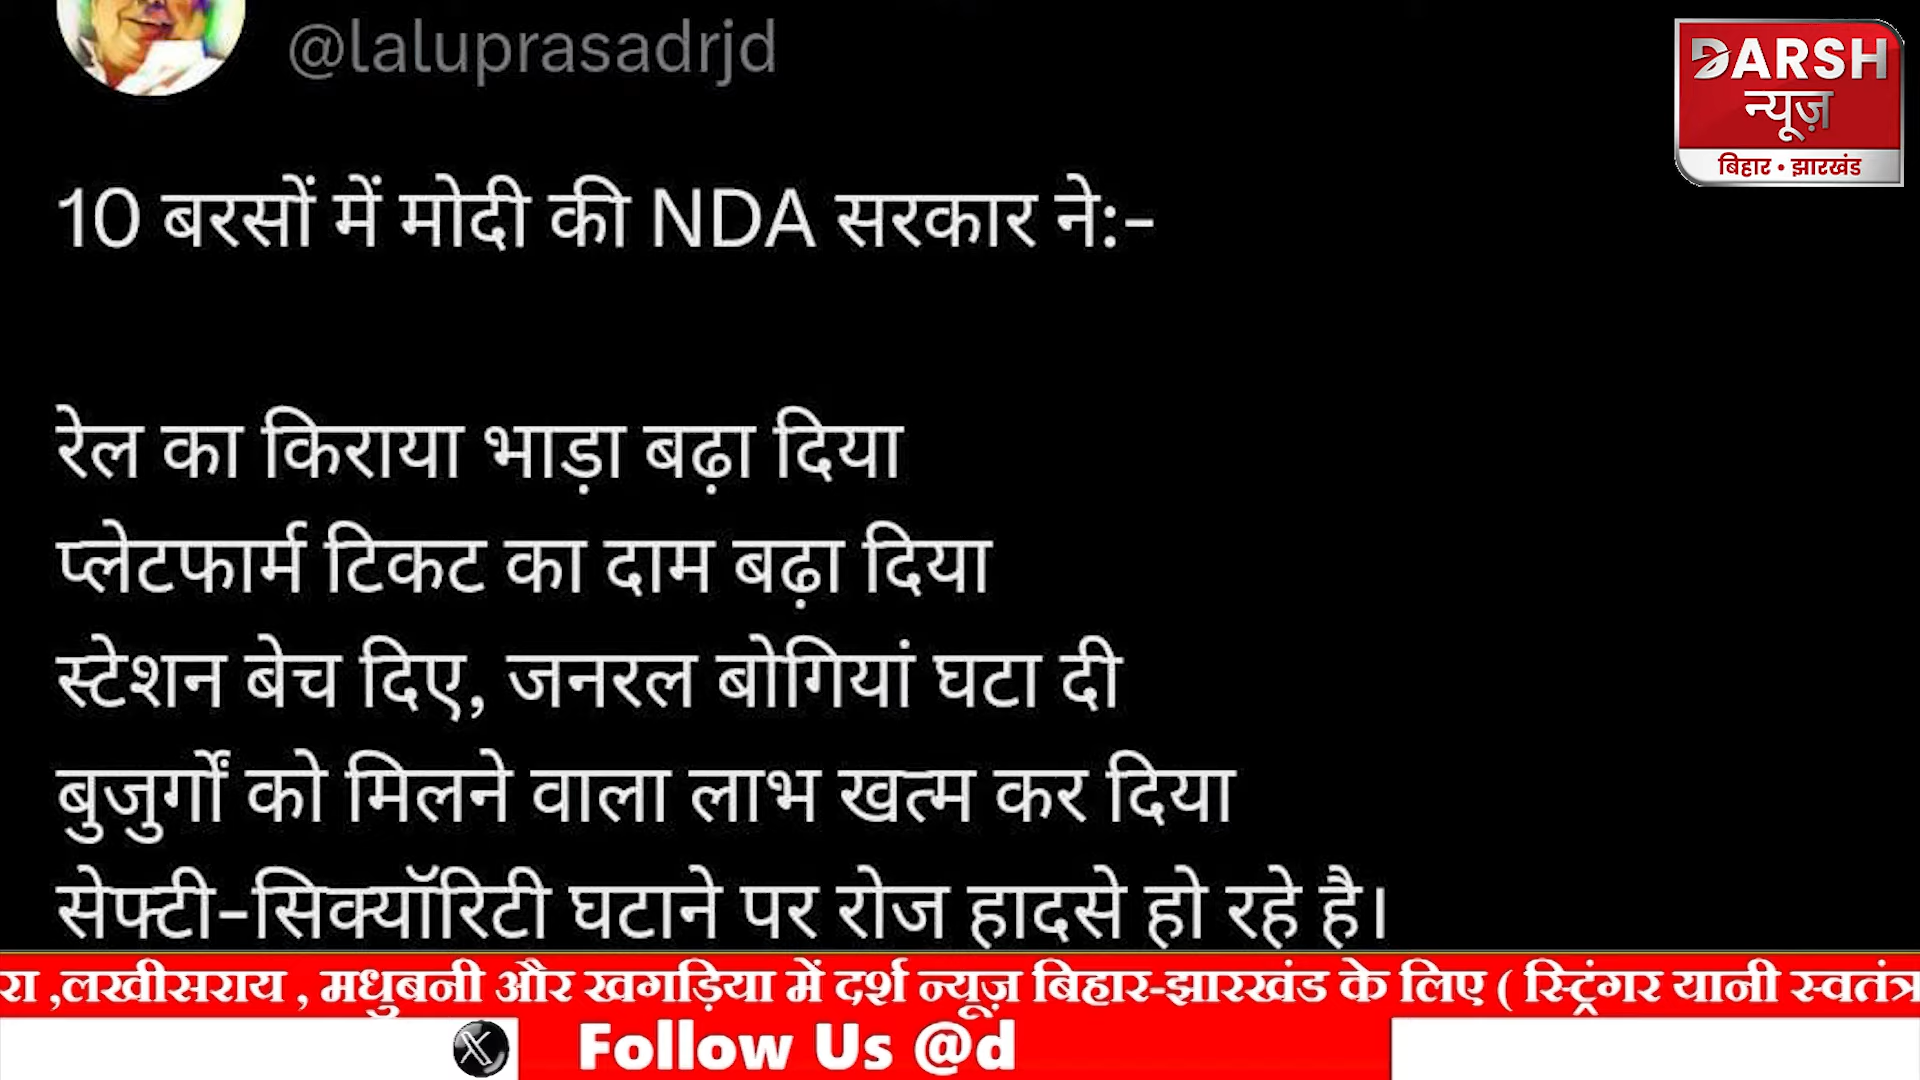 @laluprasadrjd
DARSH
न्यूज़
बिहार • झारखंड
10 बरसों में मोदी की NDA सरकार ने:-
रेल का किराया भाड़ा बढ़ा दिया
प्लेटफार्म टिकट का दाम बढ़ा दिया
स्टेशन बेच दिए, जनरल बोगियां घटा दी
बुजुर्गों को मिलने वाला लाभ खत्म कर दिया
सेफ्टी-सिक्यॉरिटी घटाने पर रोज हादसे हो रहे है।
रा ,लखीसराय , मधुबनी और खगड़िया में दर्श न्यूज़ बिहार-झारखंड के लिए ( स्ट्रिंगर यानी स्वतंत्र
Follow Us @d